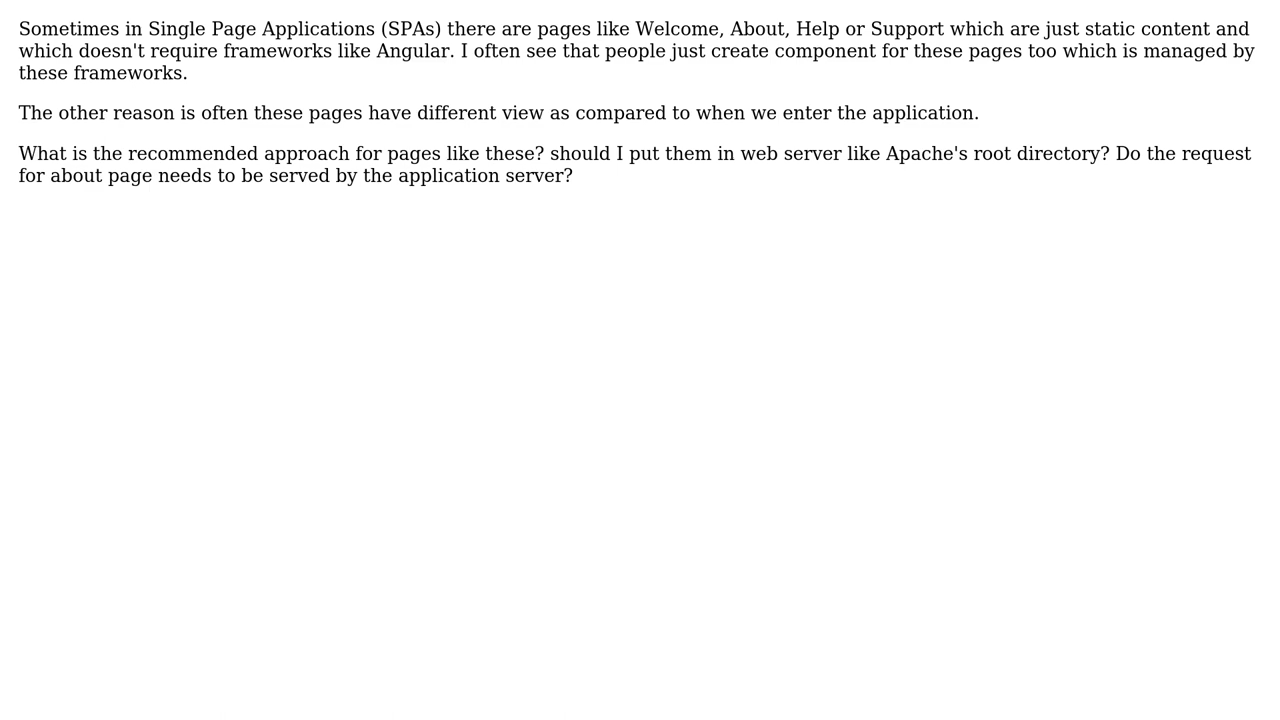 Sometimes in Single Page Applications (SPAs) there are pages like Welcome, About, Help or Support which are just static content and
which doesn't require frameworks like Angular. I often see that people just create component for these pages too which is managed by
these frameworks.
The other reason is often these pages have different view as compared to when we enter the application.
What is the recommended approach for pages like these? should I put them in web server like Apache's root directory? Do the request
for about page needs to be served by the application server?